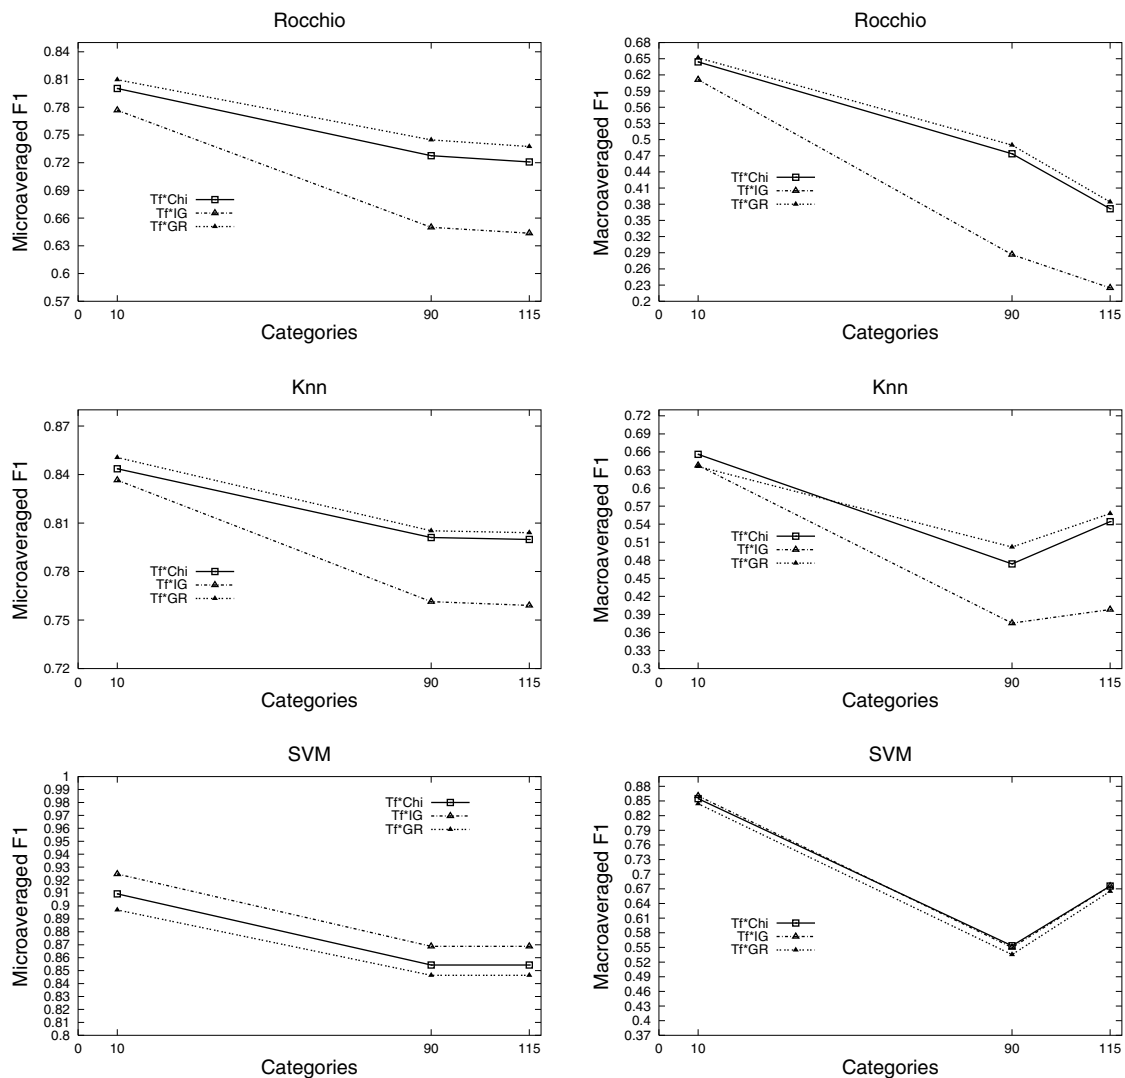 Rocchio
Microaveraged F1
0.84
0.81
0.78
0.75
0.72
0.69
0.66
0.63
0.6
0.57
Tf*Chi
Tf*IG
Tf*GR
0 10 90 115
Categories
Rocchio
Macroaveraged F1
0.68
0.65
0.62
0.59
0.56
0.53
0.5
0.47
0.44
0.41
0.38
0.35
0.32
0.29
0.26
0.23
0.2
Tf*Chi
Tf*IG
Tf*GR
0 10 90 115
Categories
Knn
Microaveraged F1
0.87
0.84
0.81
0.78
0.75
0.72
Tf*Chi
Tf*IG
Tf*GR
0 10 90 115
Categories
Knn
Macroaveraged F1
0.72
0.69
0.66
0.63
0.6
0.57
0.54
0.51
0.48
0.45
0.42
0.39
0.36
0.33
0.3
Tf*Chi
Tf*IG
Tf*GR
0 10 90 115
Categories
SVM
Microaveraged F1
1
0.99
0.98
0.97
0.96
0.95
0.94
0.93
0.92
0.91
0.9
0.89
0.88
0.87
0.86
0.85
0.84
0.83
0.82
0.81
0.8
Tf*Chi
Tf*IG
Tf*GR
0 10 90 115
Categories
SVM
Macroaveraged F1
0.88
0.85
0.82
0.79
0.76
0.73
0.7
0.67
0.64
0.61
0.58
0.55
0.52
0.49
0.46
0.43
0.4
0.37
Tf*Chi
Tf*IG
Tf*GR
0 10 90 115
Categories